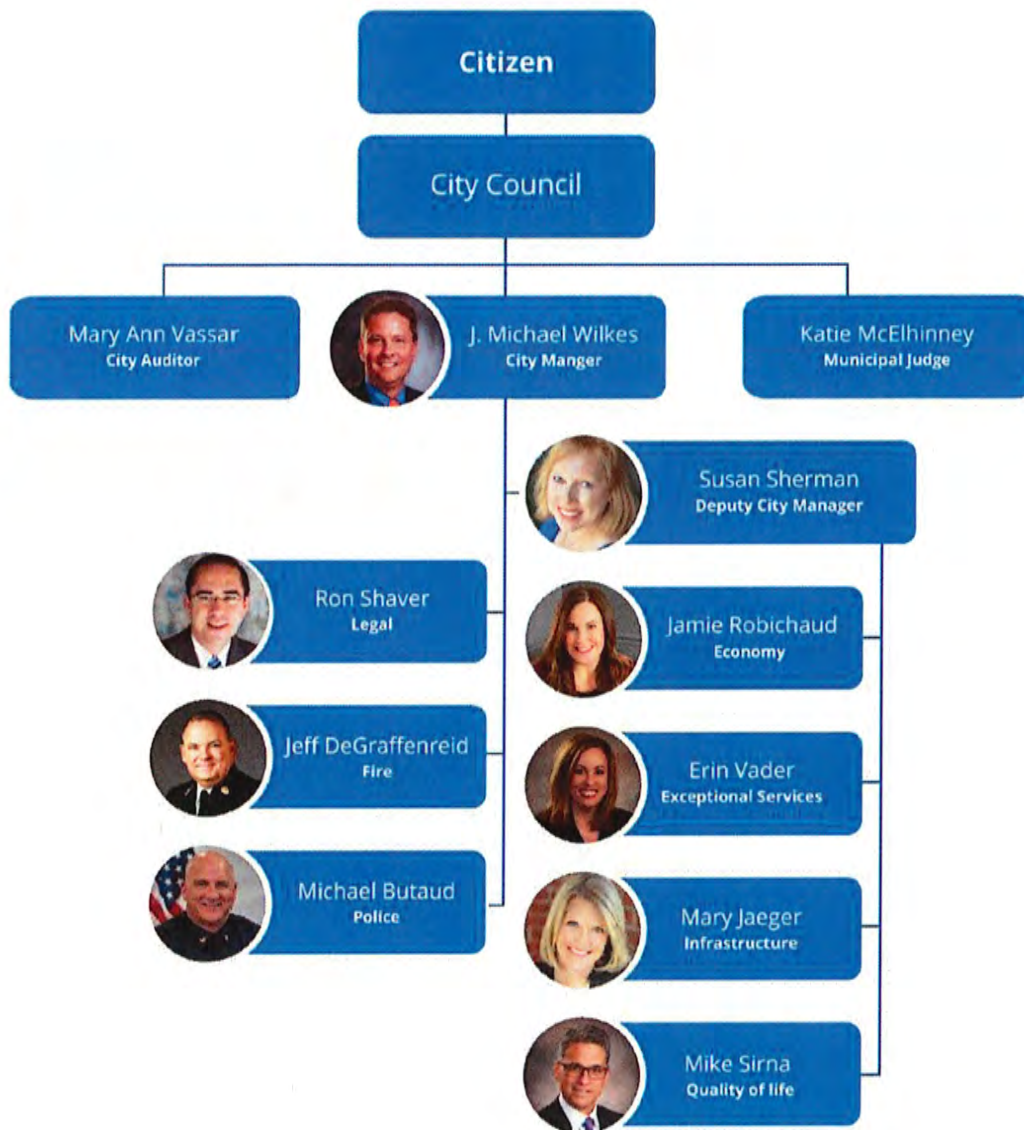 Citizen
City Council
Mary Ann Vassar
City Auditor
J. Michael Wilkes
City Manger
Katie McElhinney
Municipal Judge
Susan Sherman
Deputy City Manager
Ron Shaver
Legal
Jamie Robichaud
Economy
Jeff DeGraffenreid
Fire
Erin Vader
Exceptional Services
Michael Butaud
Police
Mary Jaeger
Infrastructure
Mike Sirna
Quality of life